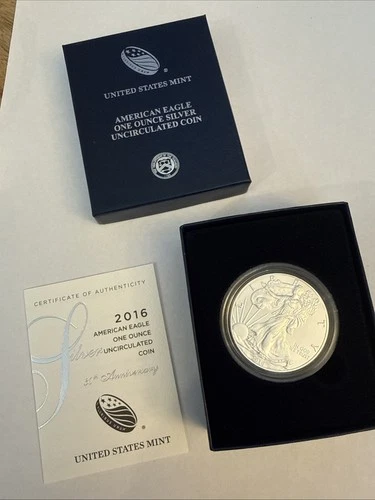 UNITED STATES MINT
AMERICAN EAGLE
ONE OUNCE SILVER
UNCIRCULATED COIN
CERTIFICATE OF AUTHENTICITY
2016
AMERICAN EAGLE
ONE OUNCE
Silver UNCIRCULATED
COIN
30th Anniversary
UNITED STATES MINT